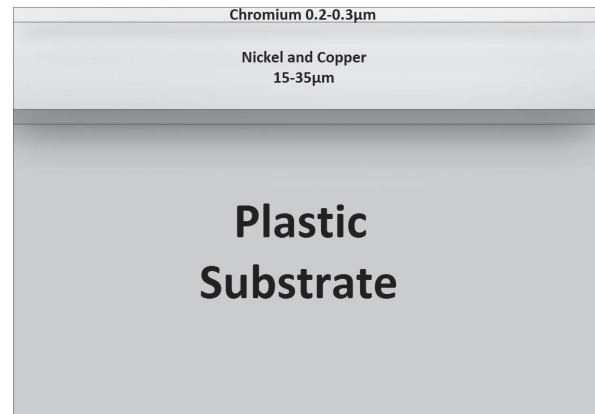 Chromium 0.2-0.3µm
Nickel and Copper
15-35µm
Plastic
Substrate